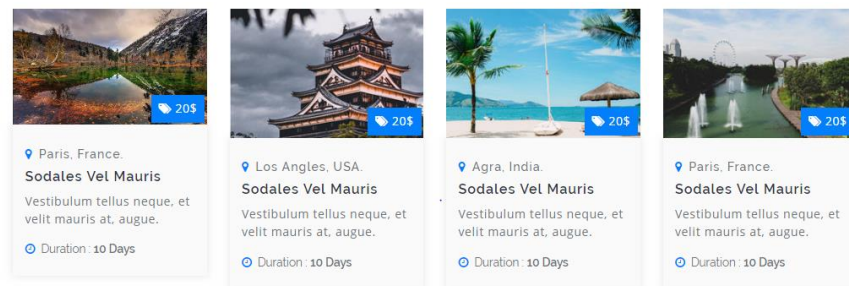 20$
Paris, France.
Sodales Vel Mauris
Vestibulum tellus neque, et
velit mauris at, augue.
Duration : 10 Days
20$
Los Angles, USA.
Sodales Vel Mauris
Vestibulum tellus neque, et
velit mauris at, augue.
Duration : 10 Days
20$
Agra, India.
Sodales Vel Mauris
Vestibulum tellus neque, et
velit mauris at, augue.
Duration : 10 Days
20$
Paris, France.
Sodales Vel Mauris
Vestibulum tellus neque, et
velit mauris at, augue.
Duration : 10 Days